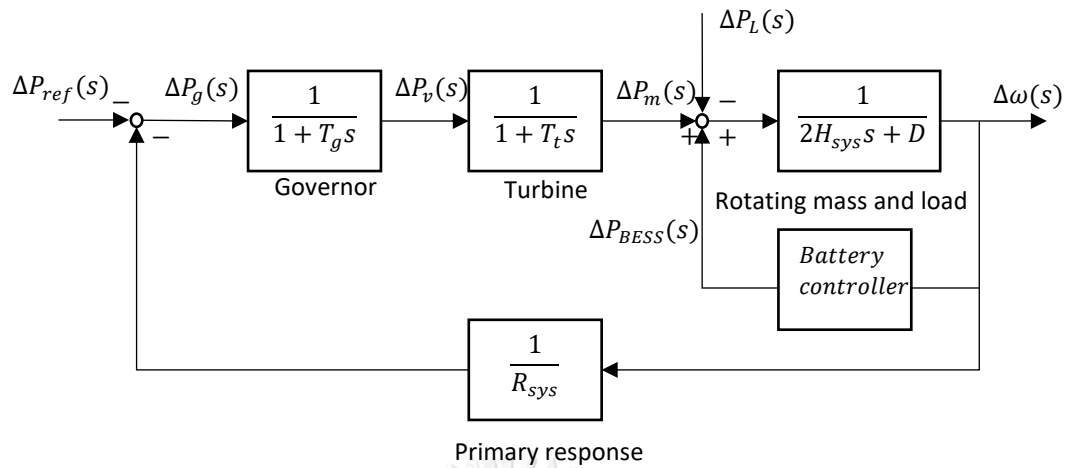 ΔP_L(s)
ΔP_ref(s) − ΔP_g(s) 1 / (1 + T_g s) ΔP_v(s) 1 / (1 + T_t s) ΔP_m(s) − 1 / (2H_sys s + D) Δω(s)
− + +
Governor Turbine Rotating mass and load
ΔP_BESS(s) Battery
controller
1 / R_sys
Primary response